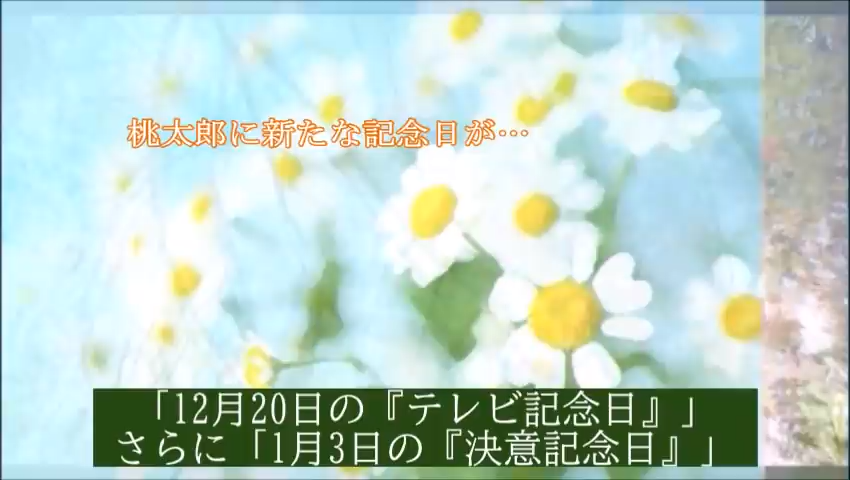 桃太郎に新たな記念日が…
「12月20日の『テレビ記念日』」
さらに「1月3日の『決意記念日』」